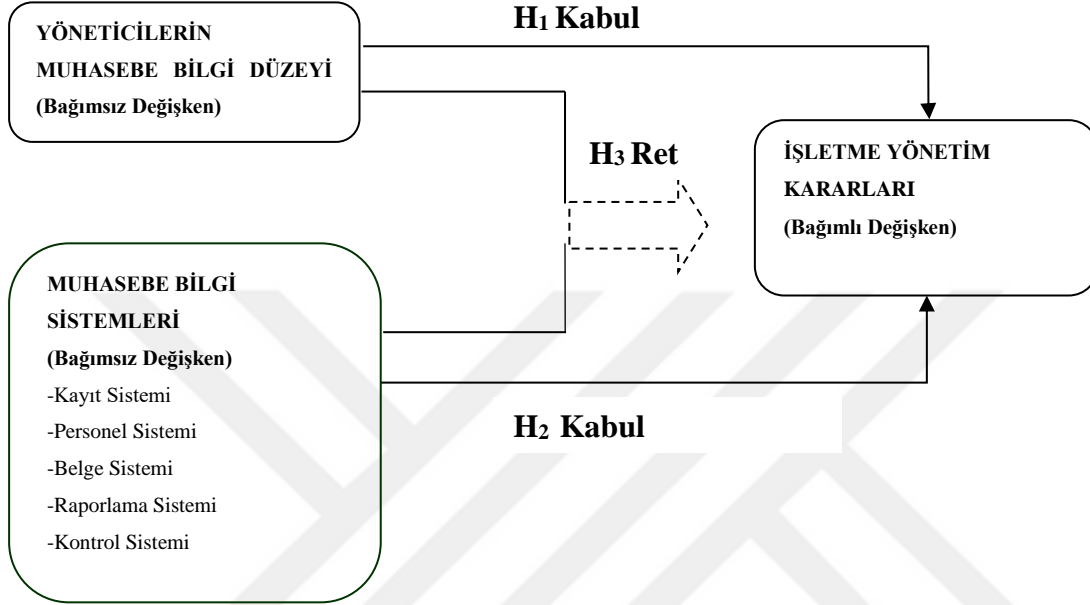 H₁ Kabul
YÖNETİCİLERİN
MUHASEBE BİLGİ DÜZEYİ
(Bağımsız Değişken)
H₃ Ret
İŞLETME YÖNETİM
KARARLARI
(Bağımlı Değişken)
MUHASEBE BİLGİ
SİSTEMLERİ
(Bağımsız Değişken)
-Kayıt Sistemi
-Personel Sistemi
-Belge Sistemi
-Raporlama Sistemi
-Kontrol Sistemi
H₂ Kabul